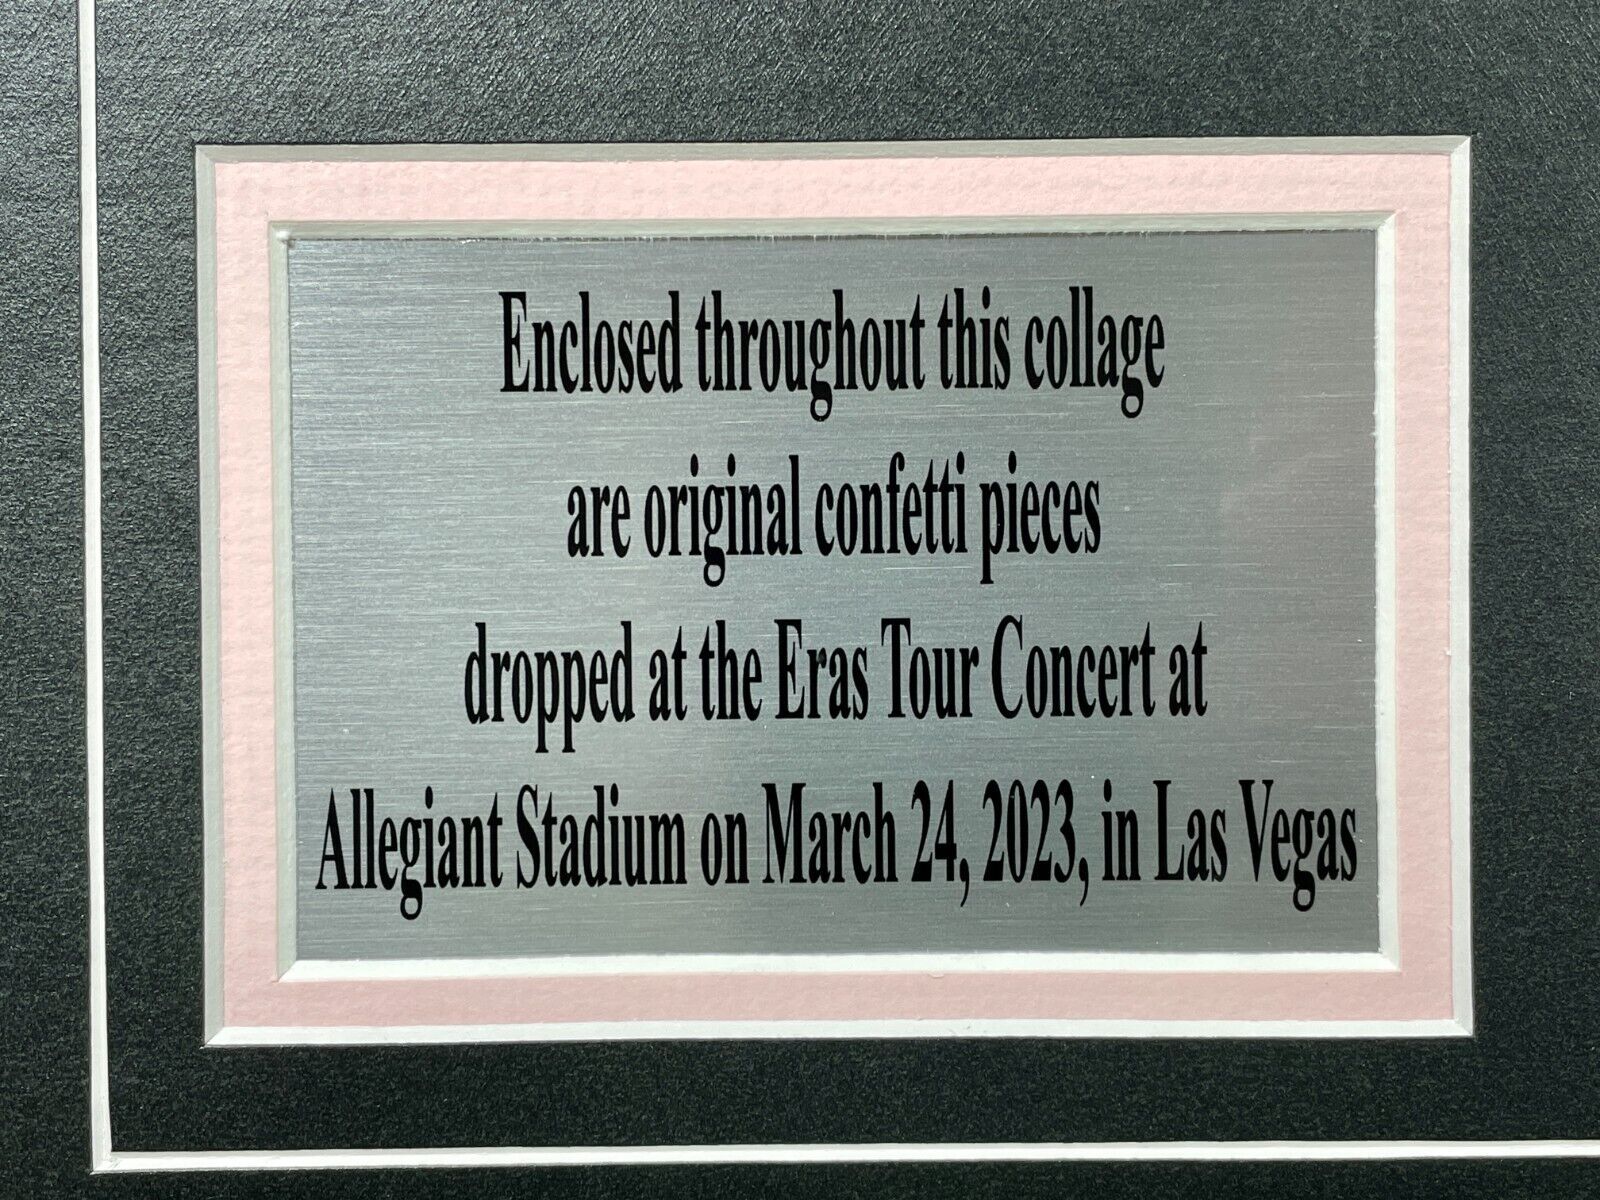 Enclosed throughout this collage
are original confetti pieces
dropped at the Eras Tour Concert at
Allegiant Stadium on March 24, 2023, in Las Vegas